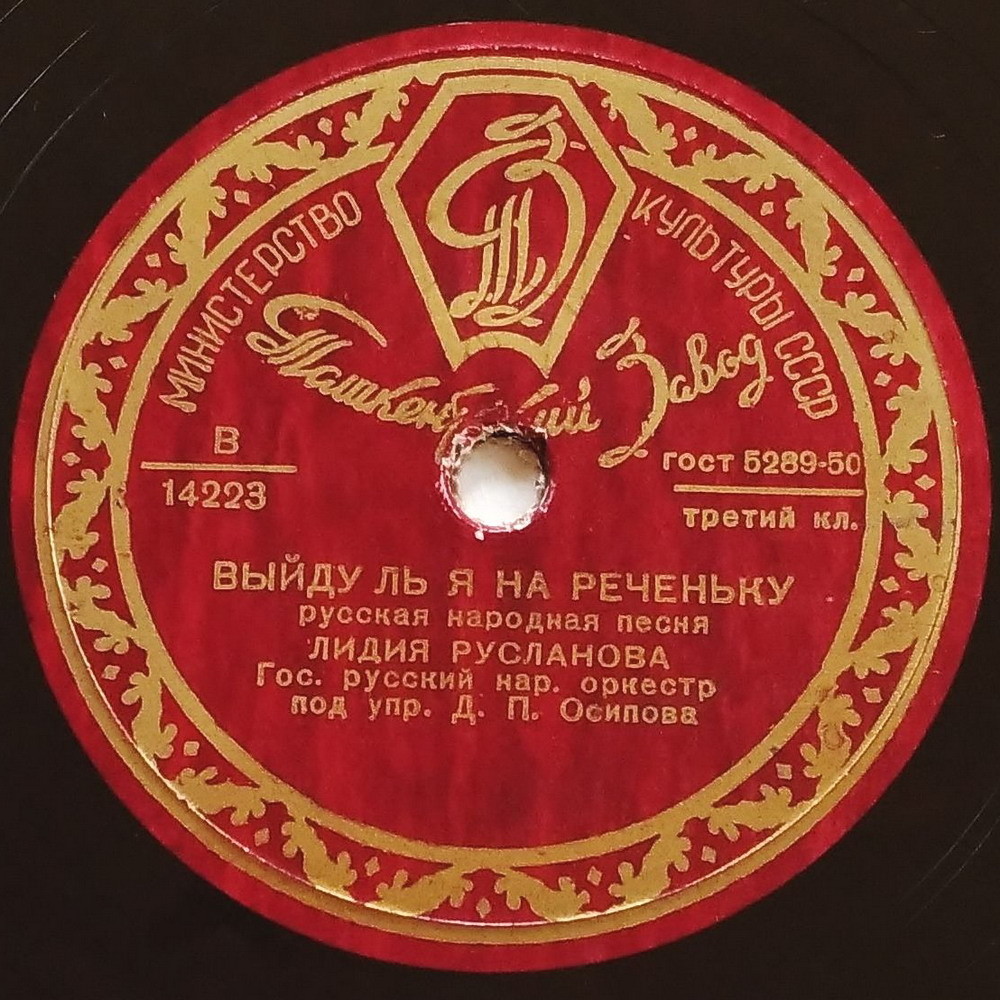 МИНИСТЕРСТВО КУЛЬТУРЫ СССР
Ташкентский Завод
В
14223
ГОСТ 5289-50
третий кл.
ВЫЙДУ ЛЬ Я НА РЕЧЕНЬКУ
русская народная песня
ЛИДИЯ РУСЛАНОВА
Гос. русский нар. оркестр
под упр. Д. П. Осипова